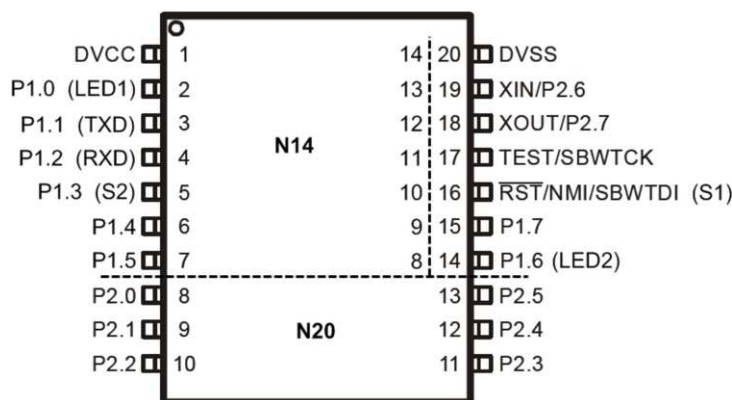 DVCC 1 14 20 DVSS
P1.0 (LED1) 2 13 19 XIN/P2.6
P1.1 (TXD) 3 12 18 XOUT/P2.7
N14
P1.2 (RXD) 4 11 17 TEST/SBWTCK
P1.3 (S2) 5 10 16 RST/NMI/SBWTDI (S1)
P1.4 6 9 15 P1.7
P1.5 7 8 14 P1.6 (LED2)
P2.0 8 13 P2.5
P2.1 9 N20 12 P2.4
P2.2 10 11 P2.3